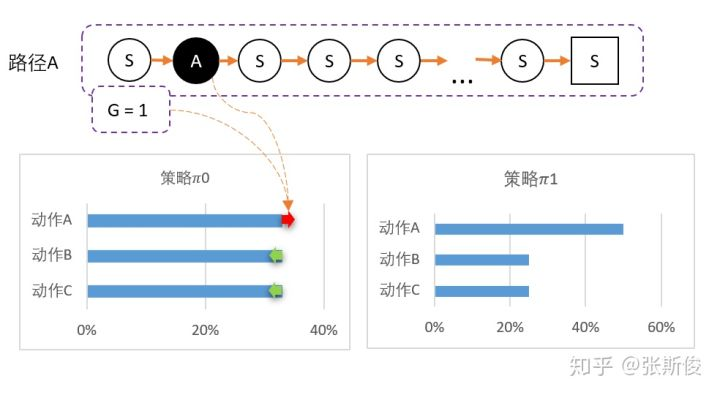 路径A
S A S S S ... S S
G = 1
策略π0
动作A
动作B
动作C
0% 20% 40%
策略π1
动作A
动作B
动作C
0% 20% 40% 60%
知乎 @张斯俊